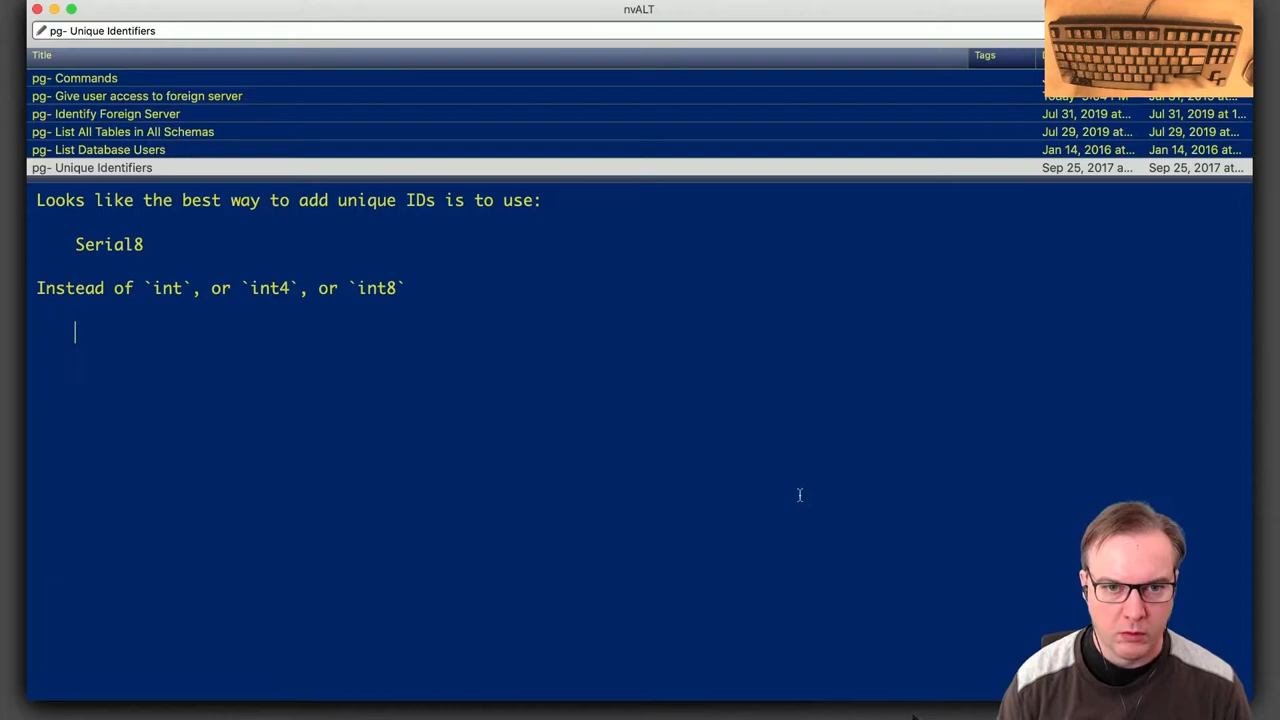 nvALT
pg- Unique Identifiers
Title Tags
pg- Commands
pg- Give user access to foreign server
pg- Identify Foreign Server Jul 31, 2019 at... Jul 31, 2019 at 1...
pg- List All Tables in All Schemas Jul 29, 2019 at... Jul 29, 2019 at...
pg- List Database Users Jan 14, 2016 at... Jan 14, 2016 at...
pg- Unique Identifiers Sep 25, 2017 a... Sep 25, 2017 at...
Looks like the best way to add unique IDs is to use:
Serial8
Instead of `int`, or `int4`, or `int8`